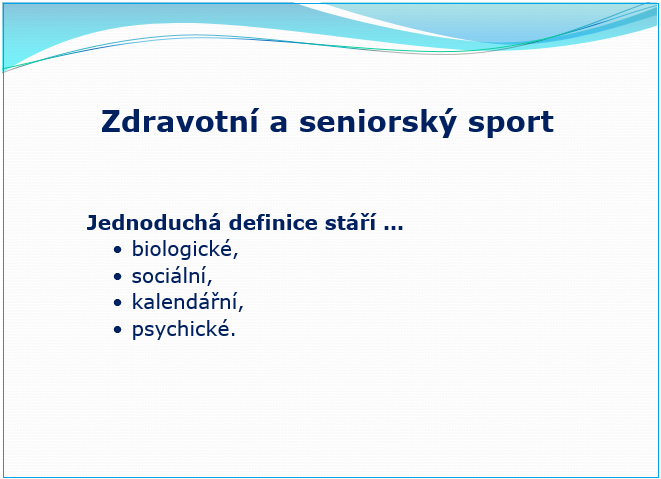 Zdravotní a seniorský sport
Jednoduchá definice stáří ...
• biologické,
• sociální,
• kalendářní,
• psychické.